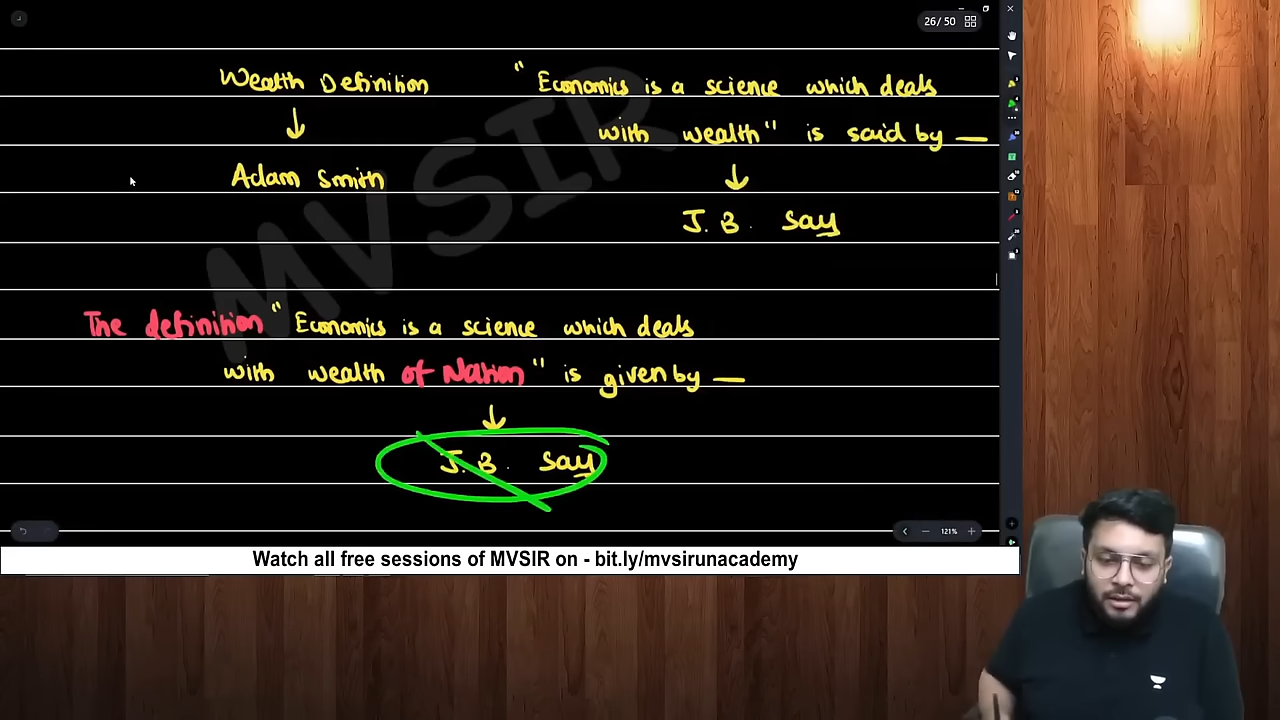 26/50
Wealth Definition
" Economics is a science which deals
with wealth" is said by —
Adam Smith
J. B. Say
MVSIR
The definition " Economics is a science which deals
with wealth of Nation " is given by —
J. B. Say
121%
Watch all free sessions of MVSIR on - bit.ly/mvsirunacademy